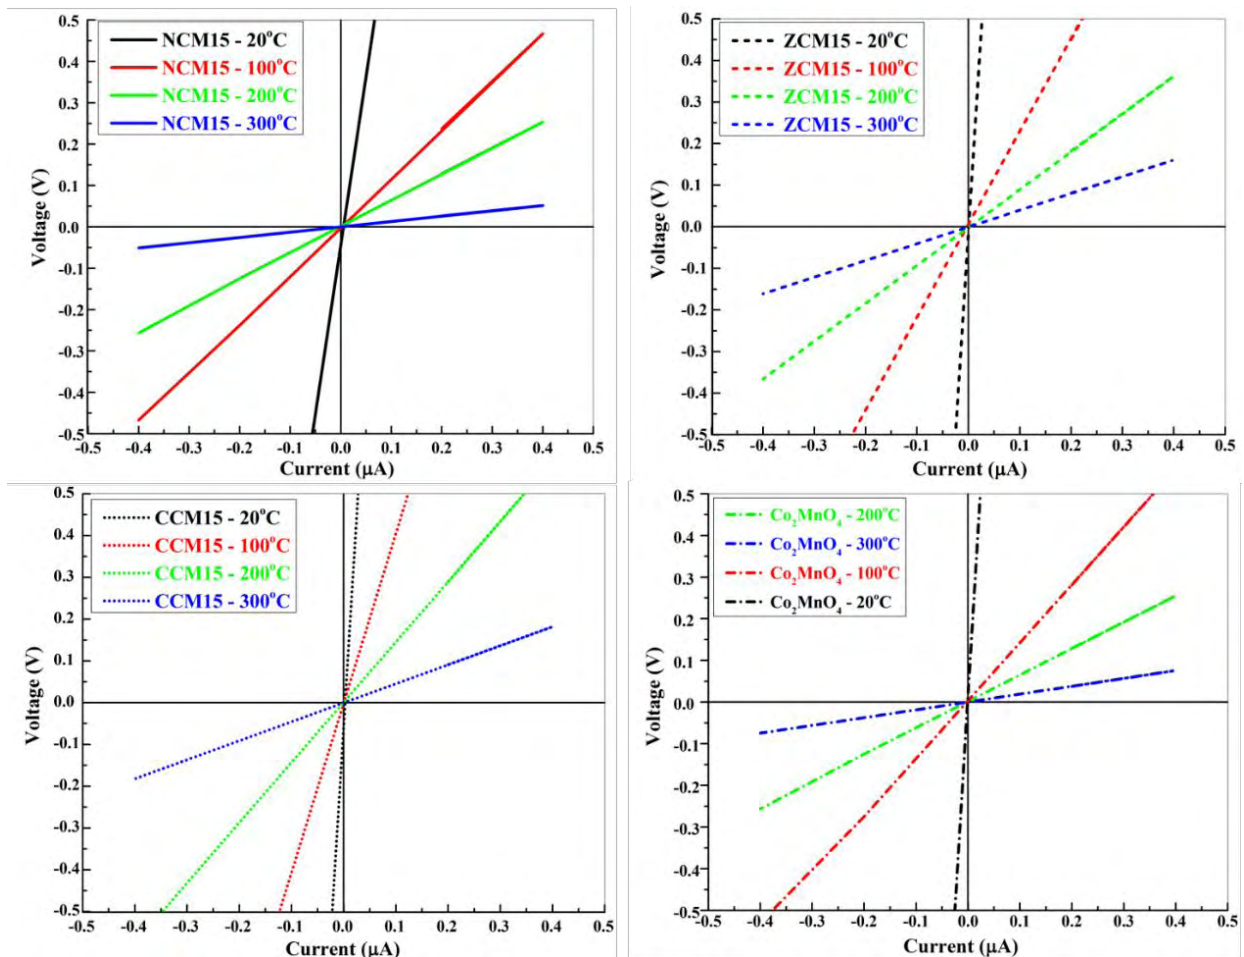 NCM15 - 20°C
NCM15 - 100°C
NCM15 - 200°C
NCM15 - 300°C
0.5
0.4
0.3
0.2
0.1
0.0
-0.1
-0.2
-0.3
-0.4
-0.5
Voltage (V)
-0.5 -0.4 -0.3 -0.2 -0.1 0.0 0.1 0.2 0.3 0.4 0.5
Current (μA)
ZCM15 - 20°C
ZCM15 - 100°C
ZCM15 - 200°C
ZCM15 - 300°C
0.5
0.4
0.3
0.2
0.1
0.0
-0.1
-0.2
-0.3
-0.4
-0.5
Voltage (V)
-0.5 -0.4 -0.3 -0.2 -0.1 0.0 0.1 0.2 0.3 0.4 0.5
Current (μA)
CCM15 - 20°C
CCM15 - 100°C
CCM15 - 200°C
CCM15 - 300°C
0.5
0.4
0.3
0.2
0.1
0.0
-0.1
-0.2
-0.3
-0.4
-0.5
Voltage (V)
-0.5 -0.4 -0.3 -0.2 -0.1 0.0 0.1 0.2 0.3 0.4 0.5
Current (μA)
Co₂MnO₄ - 200°C
Co₂MnO₄ - 300°C
Co₂MnO₄ - 100°C
Co₂MnO₄ - 20°C
0.5
0.4
0.3
0.2
0.1
0.0
-0.1
-0.2
-0.3
-0.4
-0.5
Voltage (V)
-0.5 -0.4 -0.3 -0.2 -0.1 0.0 0.1 0.2 0.3 0.4 0.5
Current (μA)